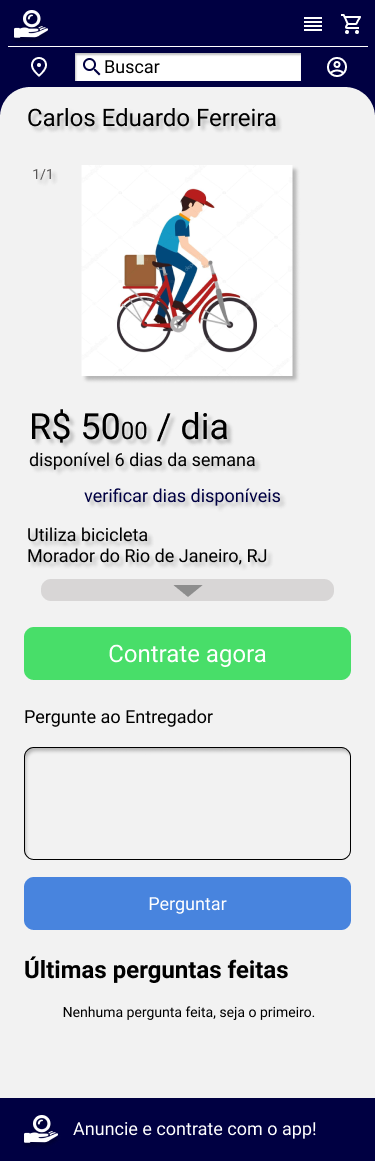 Buscar
Carlos Eduardo Ferreira
1/1
R$ 5000 / dia
disponível 6 dias da semana
verificar dias disponíveis
Utiliza bicicleta
Morador do Rio de Janeiro, RJ
Contrate agora
Pergunte ao Entregador
Perguntar
Últimas perguntas feitas
Nenhuma pergunta feita, seja o primeiro.
Anuncie e contrate com o app!